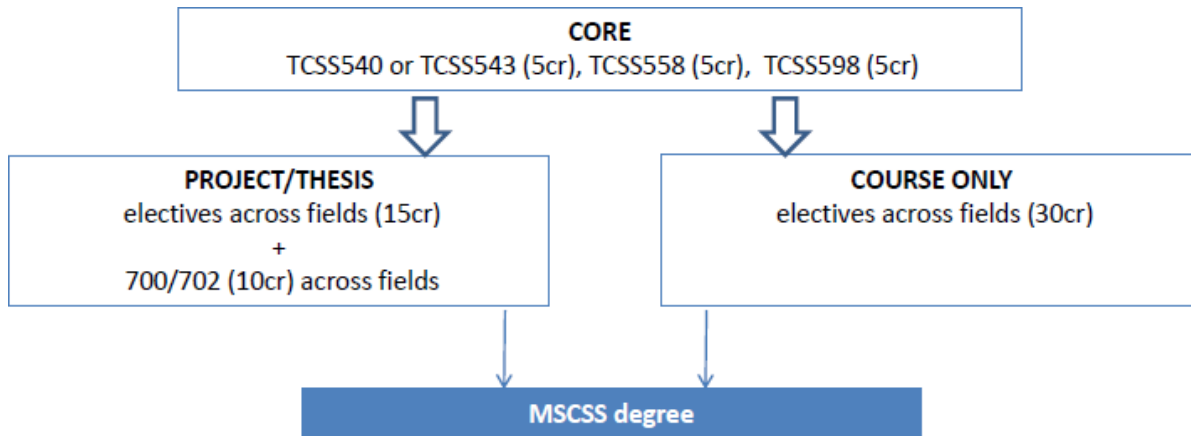 CORE
TCSS540 or TCSS543 (5cr), TCSS558 (5cr), TCSS598 (5cr)
PROJECT/THESIS
electives across fields (15cr)
+
700/702 (10cr) across fields
COURSE ONLY
electives across fields (30cr)
MSCSS degree